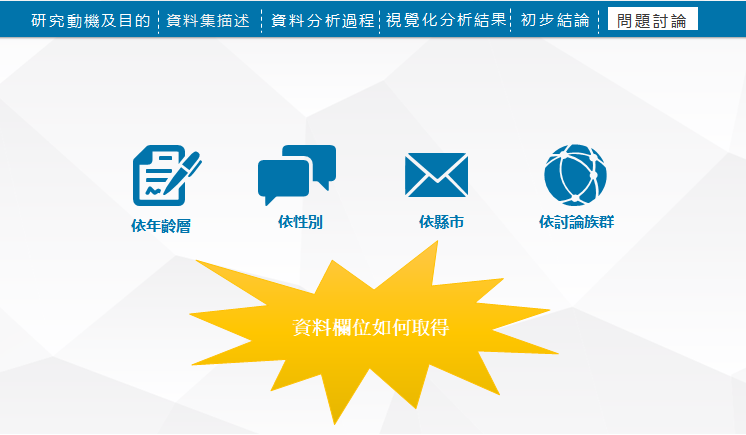 研究動機及目的 資料集描述 資料分析過程 視覺化分析結果 初步結論 問題討論
依年齡層 依性別 依縣市 依討論族群
資料欄位如何取得